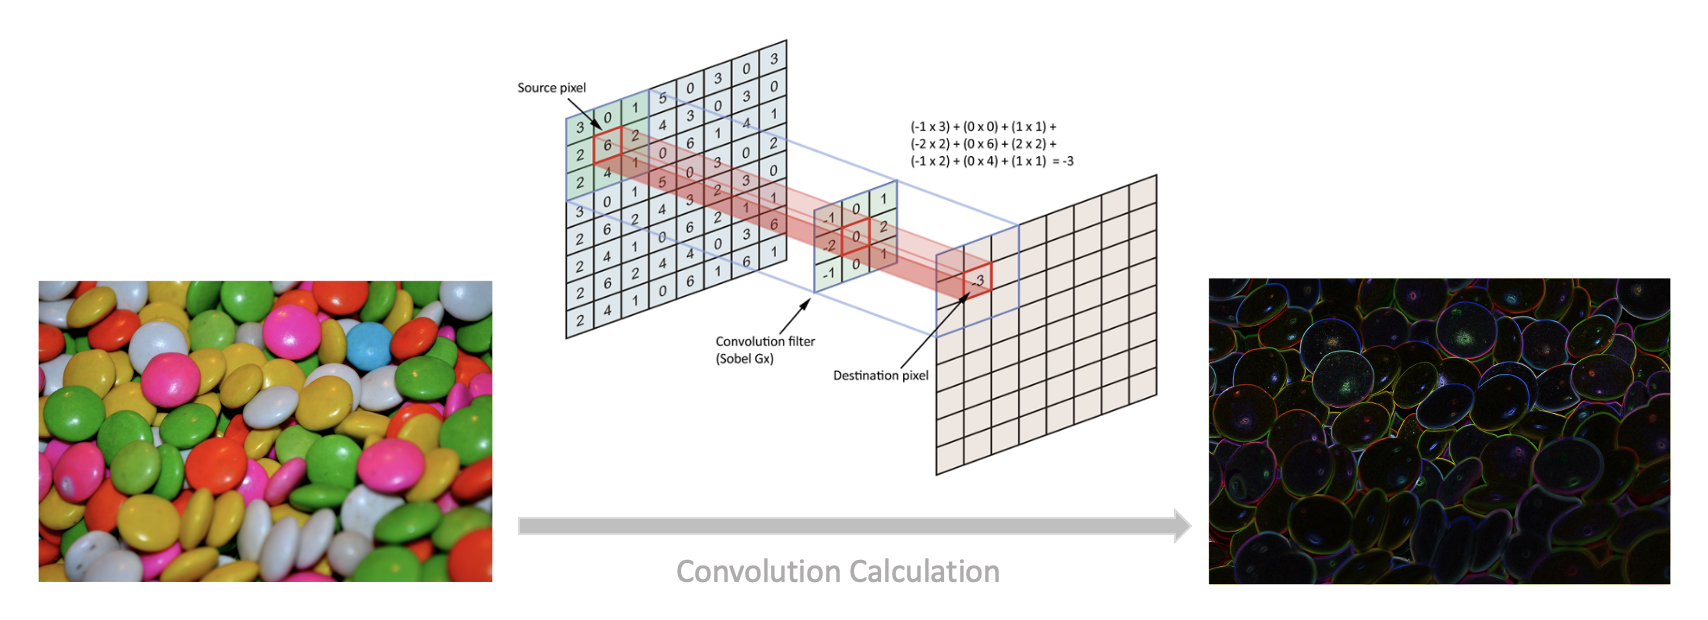 Source pixel
3 0 1 5 0 3 0 3
2 6 2 4 3 0 3 0
2 4 1 0 6 1 4 1
3 0 1 5 0 3 0 2
2 6 2 4 3 2 3 0
2 4 1 0 6 2 1 1
2 6 2 4 4 0 3 6
2 4 1 0 6 1 6 1
(-1 x 3) + (0 x 0) + (1 x 1) +
(-2 x 2) + (0 x 6) + (2 x 2) +
(-1 x 2) + (0 x 4) + (1 x 1) = -3
-1 0 1
-2 0 2
-1 0 1
-3
Convolution filter
(Sobel Gx)
Destination pixel
Convolution Calculation